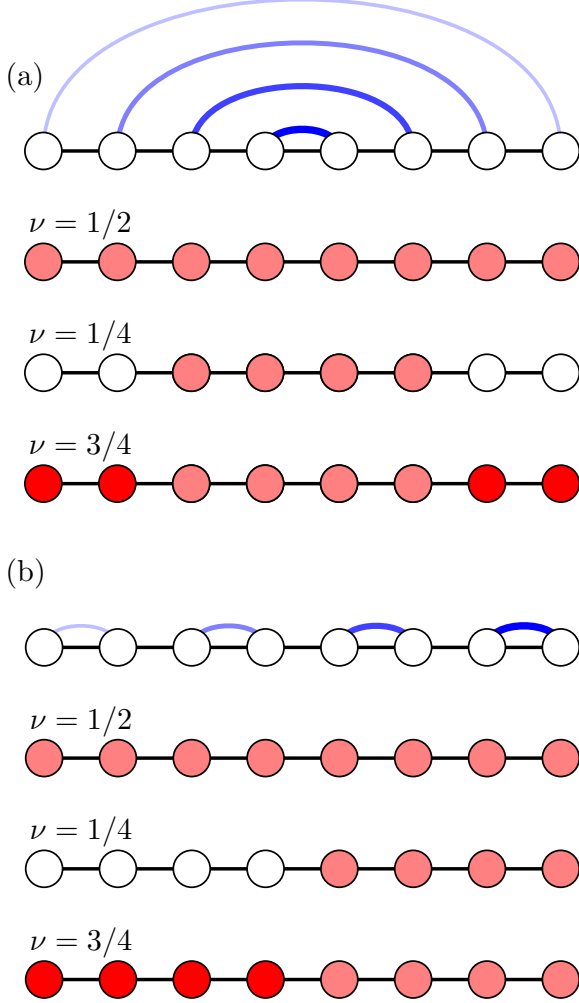 (a)
ν = 1/2
ν = 1/4
ν = 3/4
(b)
ν = 1/2
ν = 1/4
ν = 3/4